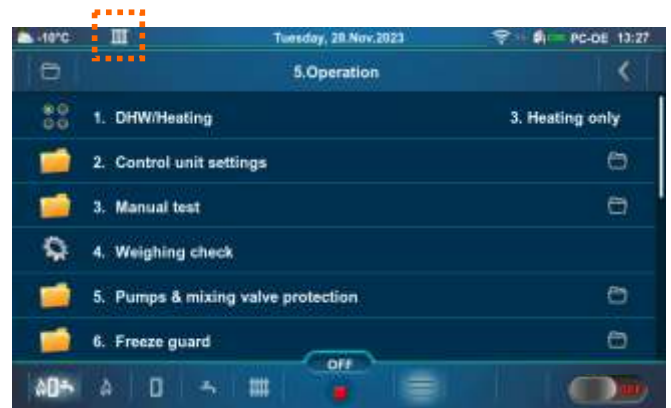 -10°C Tuesday, 28.Nov.2023 PC-OE 13:27
5.Operation
1. DHW/Heating 3. Heating only
2. Control unit settings
3. Manual test
4. Weighing check
5. Pumps & mixing valve protection
6. Freeze guard
OFF
OFF